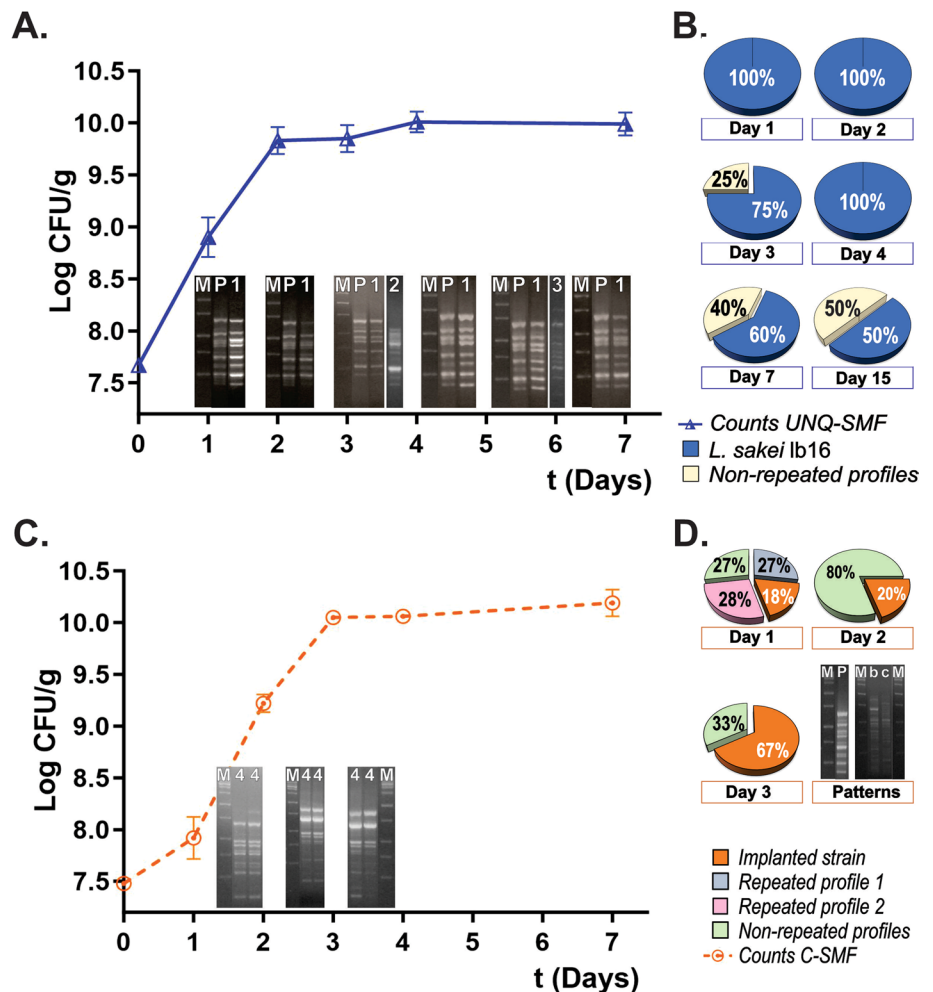 A.
10.5
10.0
9.5
9.0
8.5
8.0
7.5
Log CFU/g
M P 1
M P 1
M P 1 2
M P 1
M P 1 3
M P 1
0 1 2 3 4 5 6 7
t (Days)
B.
100%
100%
Day 1
Day 2
25%
75%
100%
Day 3
Day 4
40%
60%
50%
50%
Day 7
Day 15
Counts UNQ-SMF
L. sakei lb16
Non-repeated profiles
C.
10.5
10.0
9.5
9.0
8.5
8.0
7.5
Log CFU/g
M 4 4
M 4 4
4 4 M
0 1 2 3 4 5 6 7
t (Days)
D.
27%
27%
28%
18%
80%
20%
Day 1
Day 2
33%
67%
M P
M b c M
Day 3
Patterns
Implanted strain
Repeated profile 1
Repeated profile 2
Non-repeated profiles
Counts C-SMF